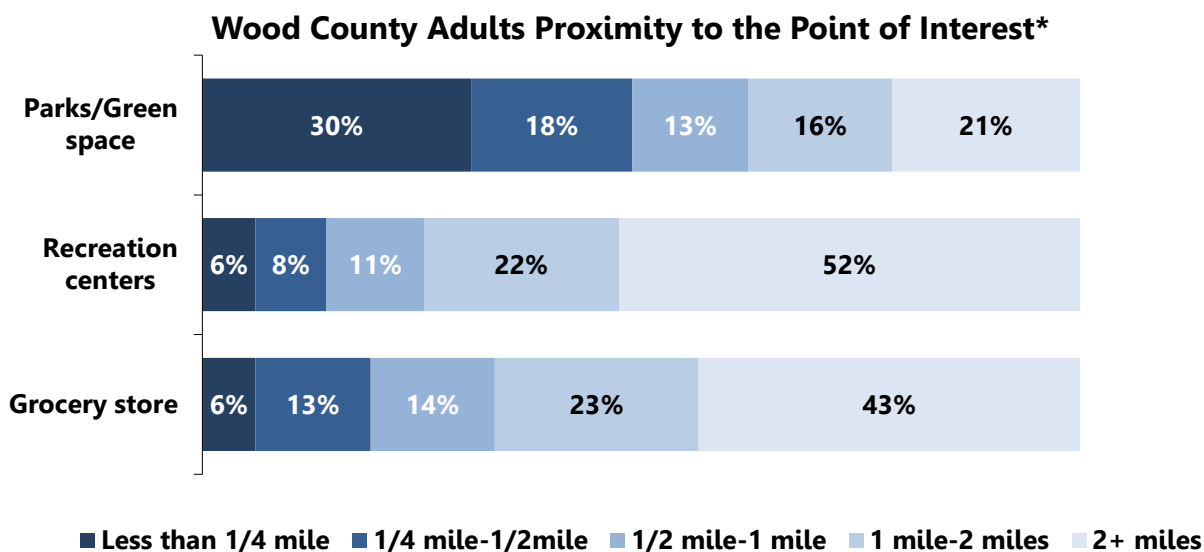 Wood County Adults Proximity to the Point of Interest*
Parks/Green
space
30% 18% 13% 16% 21%
Recreation
centers
6% 8% 11% 22% 52%
Grocery store
6% 13% 14% 23% 43%
Less than 1/4 mile 1/4 mile-1/2mile 1/2 mile-1 mile 1 mile-2 miles 2+ miles